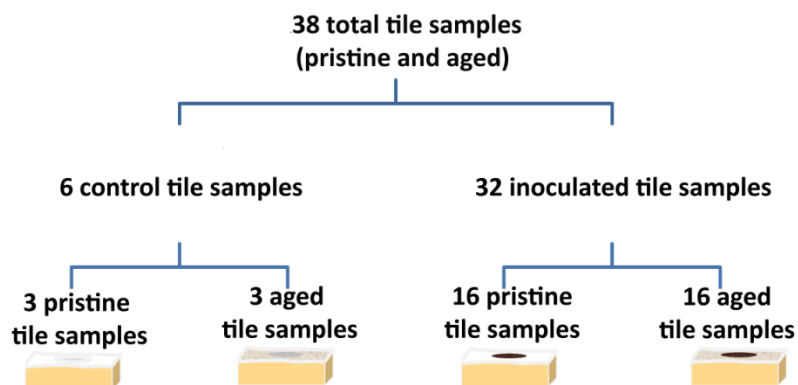 38 total tile samples
(pristine and aged)
6 control tile samples
32 inoculated tile samples
3 pristine
tile samples
3 aged
tile samples
16 pristine
tile samples
16 aged
tile samples